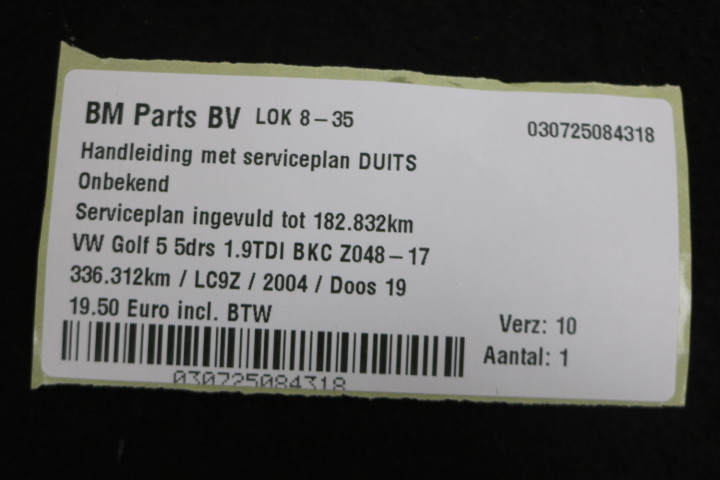 BM Parts BV LOK 8-35 030725084318
Handleiding met serviceplan DUITS
Onbekend
Serviceplan ingevuld tot 182.832km
VW Golf 5 5drs 1.9TDI BKC Z048-17
336.312km / LC9Z / 2004 / Doos 19
19.50 Euro incl. BTW
Verz: 10
Aantal: 1
030725084318